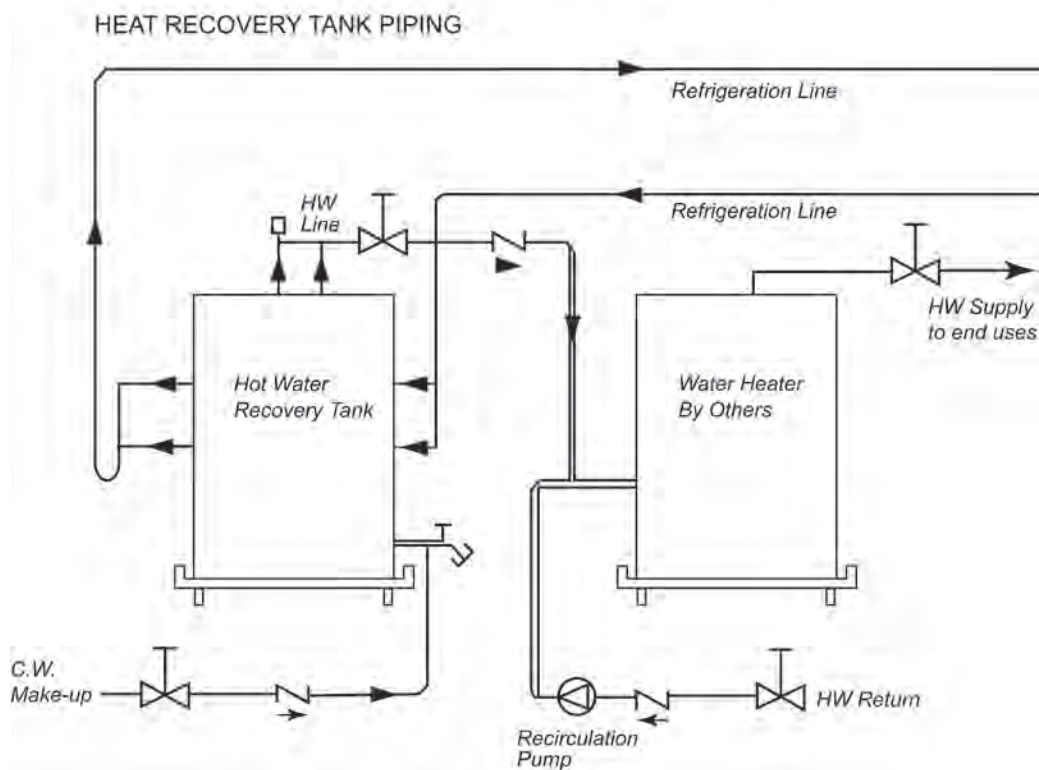 HEAT RECOVERY TANK PIPING
Refrigeration Line
HW
Line
Refrigeration Line
HW Supply
to end uses
Hot Water
Recovery Tank
Water Heater
By Others
C.W.
Make-up
HW Return
Recirculation
Pump